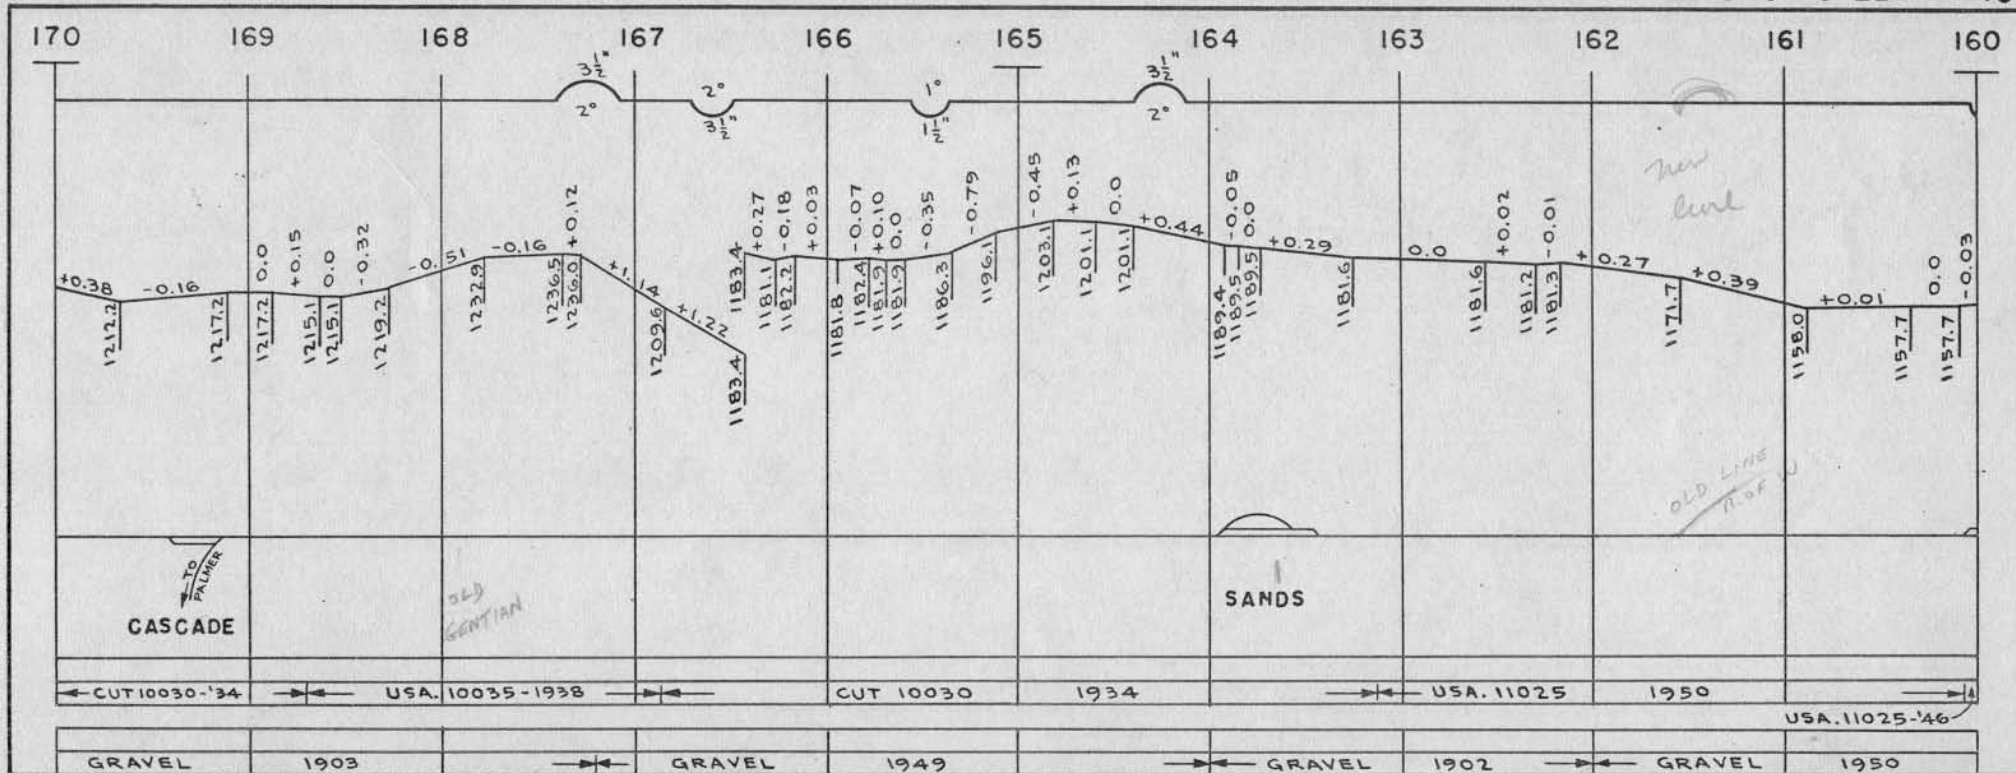 170 169 168 167 166 165 164 163 162 161 160
3½" 2° 1° 3½"
2° 3½" 1½" 2°
new
curve
+0.38 -0.16 0.0 +0.15 0.0 -0.32 -0.51 -0.16 +0.12 +1.14 +1.22 +0.27 -0.18 +0.03 -0.07 +0.10 0.0 -0.35 -0.79 -0.45 +0.13 0.0 +0.44 -0.05 0.0 +0.29 0.0 +0.02 -0.01 +0.27 +0.39 +0.01 0.0 -0.03
1212.2 1217.2 1217.2 1215.1 1215.1 1219.2 1232.9 1236.5 1236.0 1209.6 1183.4 1183.4 1181.1 1182.2 1181.8 1182.4 1181.9 1181.9 1186.3 1196.1 1203.1 1201.1 1201.1 1189.4 1189.5 1189.5 1181.6 1181.6 1181.2 1181.3 1171.7 1158.0 1157.7 1157.7
OLD LINE
R. OF W
TO
PALMER
CASCADE
OLD
GENTIAN
SANDS
CUT 10030-'34 USA. 10035-1938 CUT 10030 1934 USA. 11025 1950
USA. 11025-'46
GRAVEL 1903 GRAVEL 1949 GRAVEL 1902 GRAVEL 1950